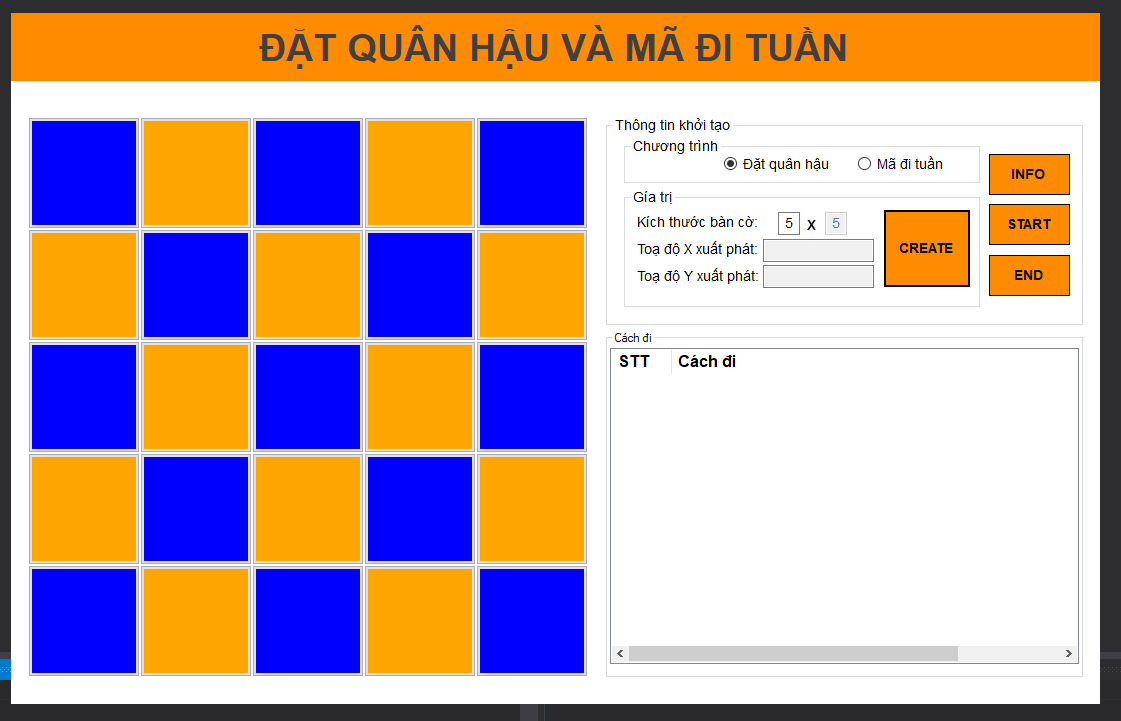 ĐẶT QUÂN HẬU VÀ MÃ ĐI TUẦN
Thông tin khởi tạo
Chương trình
Đặt quân hậu Mã đi tuần
INFO
Gía trị
Kích thước bàn cờ: 5 X 5
START
Toạ độ X xuất phát:
CREATE
Toạ độ Y xuất phát:
END
Cách đi
STT Cách đi